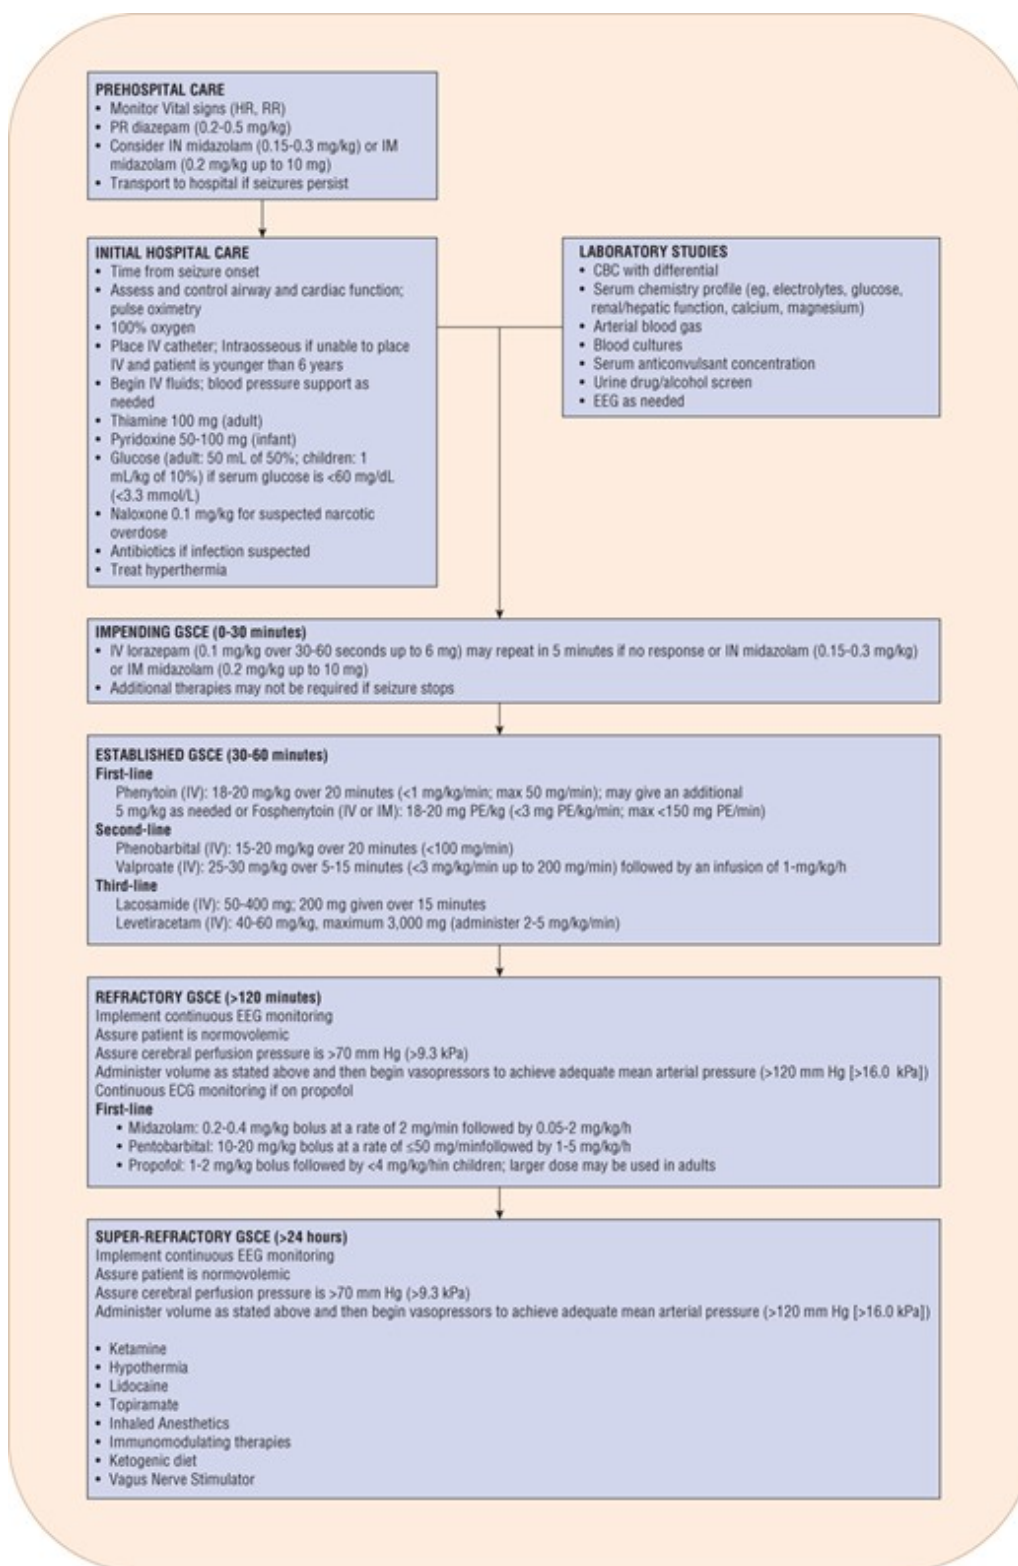 PREHOSPITAL CARE
• Monitor Vital signs (HR, RR)
• PR diazepam (0.2-0.5 mg/kg)
• Consider IN midazolam (0.15-0.3 mg/kg) or IM
midazolam (0.2 mg/kg up to 10 mg)
• Transport to hospital if seizures persist
INITIAL HOSPITAL CARE
• Time from seizure onset
• Assess and control airway and cardiac function;
pulse oximetry
• 100% oxygen
• Place IV catheter; Intraosseous if unable to place
IV and patient is younger than 6 years
• Begin IV fluids; blood pressure support as
needed
• Thiamine 100 mg (adult)
• Pyridoxine 50-100 mg (infant)
• Glucose (adult: 50 mL of 50%; children: 1
mL/kg of 10%) if serum glucose is <60 mg/dL
(<3.3 mmol/L)
• Naloxone 0.1 mg/kg for suspected narcotic
overdose
• Antibiotics if infection suspected
• Treat hyperthermia
LABORATORY STUDIES
• CBC with differential
• Serum chemistry profile (eg, electrolytes, glucose,
renal/hepatic function, calcium, magnesium)
• Arterial blood gas
• Blood cultures
• Serum anticonvulsant concentration
• Urine drug/alcohol screen
• EEG as needed
IMPENDING GSCE (0-30 minutes)
• IV lorazepam (0.1 mg/kg over 30-60 seconds up to 6 mg) may repeat in 5 minutes if no response or IN midazolam (0.15-0.3 mg/kg)
or IM midazolam (0.2 mg/kg up to 10 mg)
• Additional therapies may not be required if seizure stops
ESTABLISHED GSCE (30-60 minutes)
First-line
Phenytoin (IV): 18-20 mg/kg over 20 minutes (<1 mg/kg/min; max 50 mg/min); may give an additional
5 mg/kg as needed or Fosphenytoin (IV or IM): 18-20 mg PE/kg (<3 mg PE/kg/min; max <150 mg PE/min)
Second-line
Phenobarbital (IV): 15-20 mg/kg over 20 minutes (<100 mg/min)
Valproate (IV): 25-30 mg/kg over 5-15 minutes (<3 mg/kg/min up to 200 mg/min) followed by an infusion of 1-mg/kg/h
Third-line
Lacosamide (IV): 50-400 mg; 200 mg given over 15 minutes
Levetiracetam (IV): 40-60 mg/kg, maximum 3,000 mg (administer 2-5 mg/kg/min)
REFRACTORY GSCE (>120 minutes)
Implement continuous EEG monitoring
Assure patient is normovolemic
Assure cerebral perfusion pressure is >70 mm Hg (>9.3 kPa)
Administer volume as stated above and then begin vasopressors to achieve adequate mean arterial pressure (>120 mm Hg [>16.0 kPa])
Continuous ECG monitoring if on propofol
First-line
• Midazolam: 0.2-0.4 mg/kg bolus at a rate of 2 mg/min followed by 0.05-2 mg/kg/h
• Pentobarbital: 10-20 mg/kg bolus at a rate of ≤50 mg/minfollowed by 1-5 mg/kg/h
• Propofol: 1-2 mg/kg bolus followed by <4 mg/kg/hin children; larger dose may be used in adults
SUPER-REFRACTORY GSCE (>24 hours)
Implement continuous EEG monitoring
Assure patient is normovolemic
Assure cerebral perfusion pressure is >70 mm Hg (>9.3 kPa)
Administer volume as stated above and then begin vasopressors to achieve adequate mean arterial pressure (>120 mm Hg [>16.0 kPa])
• Ketamine
• Hypothermia
• Lidocaine
• Topiramate
• Inhaled Anesthetics
• Immunomodulating therapies
• Ketogenic diet
• Vagus Nerve Stimulator